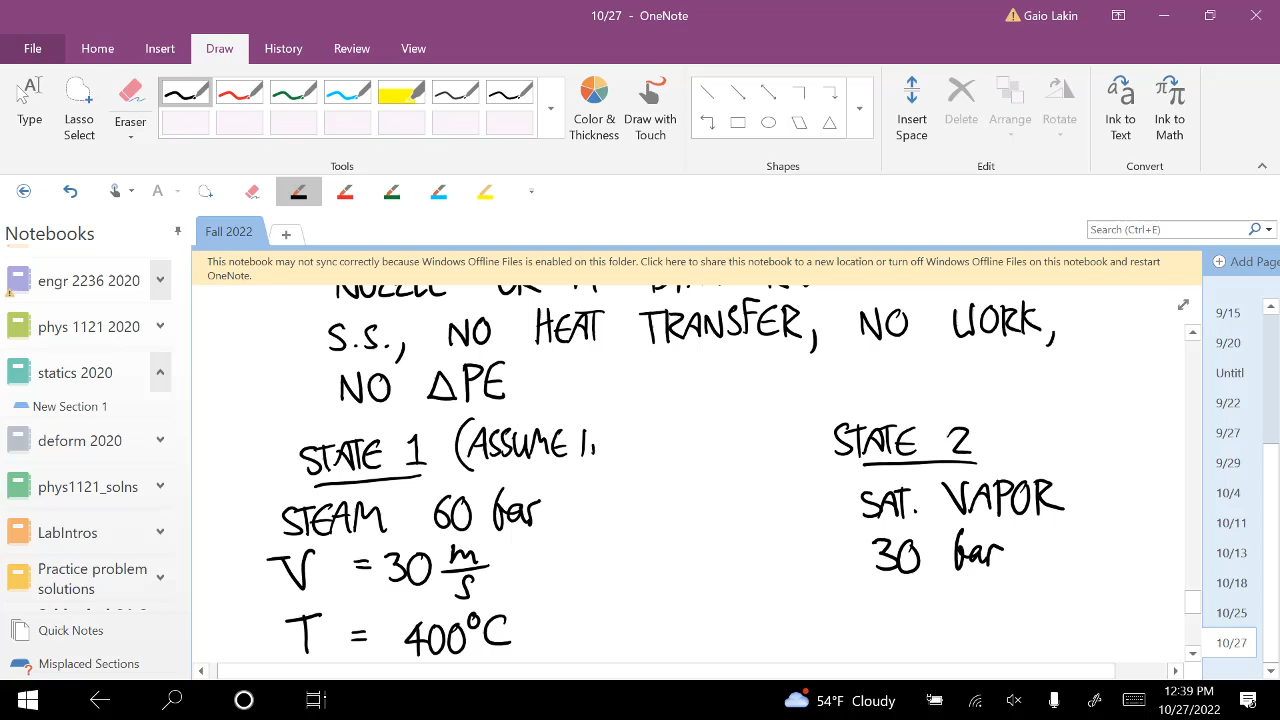 10/27 - OneNote
Gaio Lakin
File Home Insert Draw History Review View
Type
Lasso Select
Eraser
Color & Thickness
Draw with Touch
Insert Space
Delete
Arrange
Rotate
Ink to Text
Ink to Math
Tools
Shapes
Edit
Convert
Notebooks
Fall 2022
Search (Ctrl+E)
This notebook may not sync correctly because Windows Offline Files is enabled on this folder. Click here to share this notebook to a new location or turn off Windows Offline Files on this notebook and restart
OneNote.
Add Page
engr 2236 2020
phys 1121 2020
statics 2020
New Section 1
deform 2020
phys1121_solns
LabIntros
Practice problem
solutions
Quick Notes
Misplaced Sections
NOZZLE OR A
S.S., NO HEAT TRANSFER, NO WORK,
NO ΔPE
STATE 1 (ASSUME I.
STEAM 60 bar
V = 30 m/s
T = 400°C
STATE 2
SAT. VAPOR
30 bar
9/15
9/20
Untitl
9/22
9/27
9/29
10/4
10/11
10/13
10/18
10/25
10/27
54°F Cloudy
12:39 PM
10/27/2022